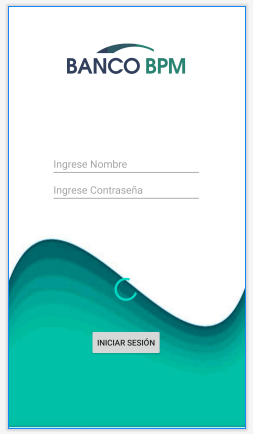 BANCO BPM
Ingrese Nombre
Ingrese Contraseña
INICIAR SESIÓN